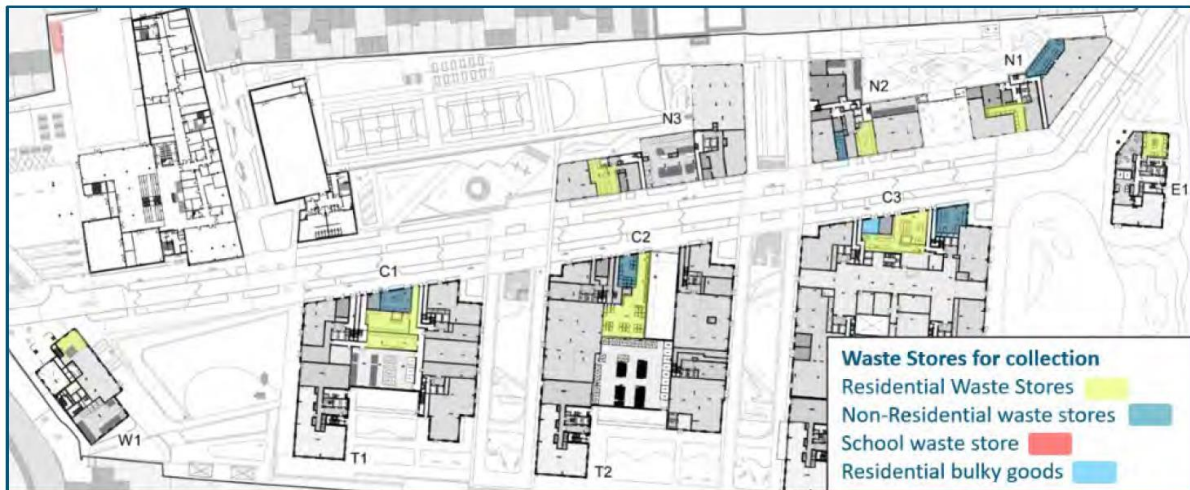 N1
N2
N3
E1
C3
C2
C1
W1
T1
T2
Waste Stores for collection
Residential Waste Stores
Non-Residential waste stores
School waste store
Residential bulky goods